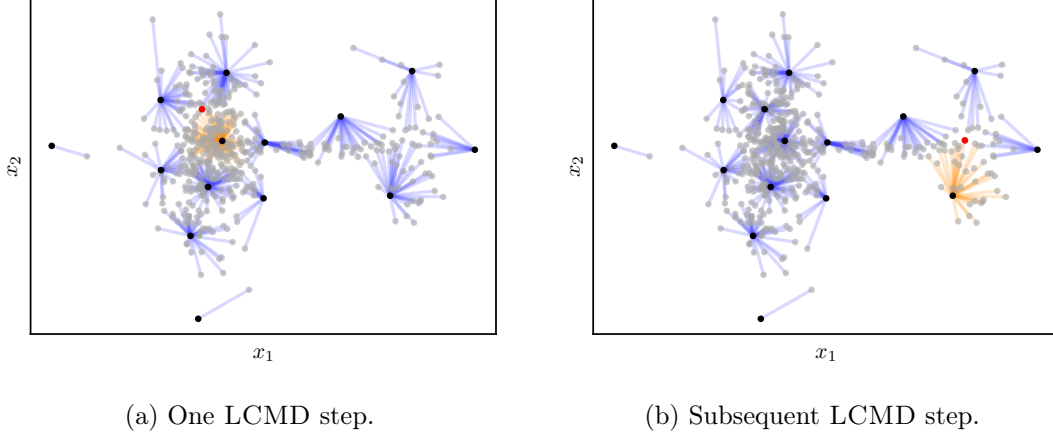 x₂
x₁
(a) One LCMD step.
x₂
x₁
(b) Subsequent LCMD step.